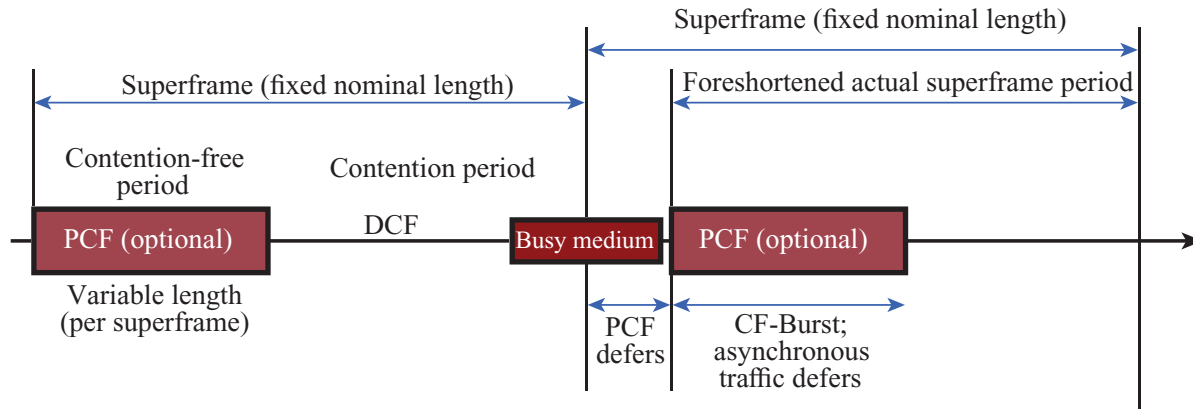 Superframe (fixed nominal length)
Superframe (fixed nominal length)
Foreshortened actual superframe period
Contention-free
period
Contention period
PCF (optional)
DCF
Busy medium
PCF (optional)
Variable length
(per superframe)
PCF
defers
CF-Burst;
asynchronous
traffic defers